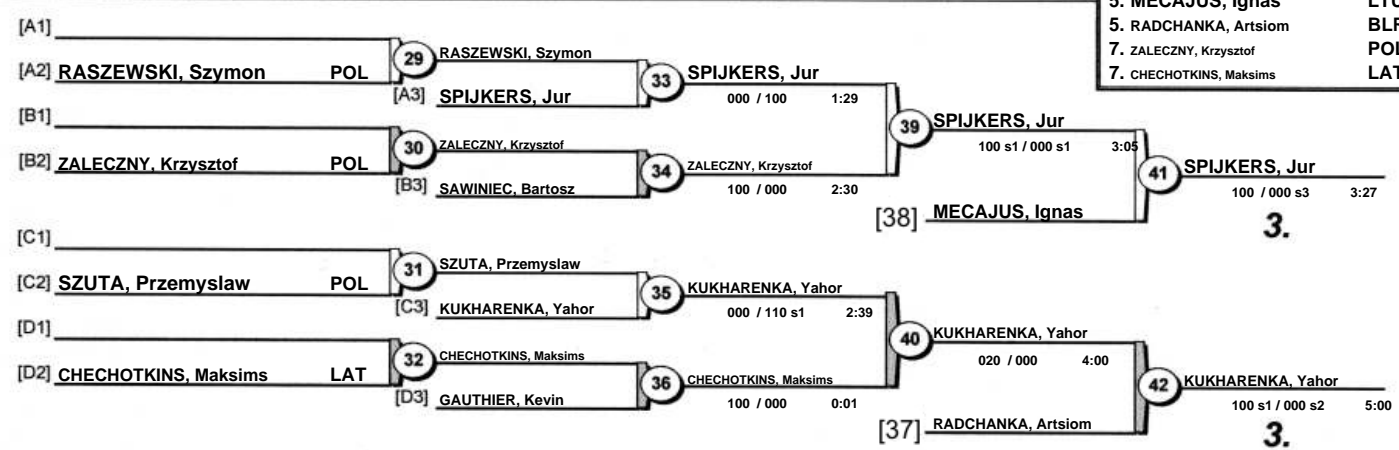 5. MECAJUS, Ignas
5. RADCHANKA, Artsiom
7. ZALECZNY, Krzysztof POL
7. CHECHOTKINS, Maksims LAT
[A1]
[A2] RASZEWSKI, Szymon POL
29 RASZEWSKI, Szymon
[A3] SPIJKERS, Jur
33 SPIJKERS, Jur
000 / 100 1:29
[B1]
[B2] ZALECZNY, Krzysztof POL
30 ZALECZNY, Krzysztof
[B3] SAWINIEC, Bartosz
34 ZALECZNY, Krzysztof
100 / 000 2:30
39 SPIJKERS, Jur
100 s1 / 000 s1 3:05
[38] MECAJUS, Ignas
41 SPIJKERS, Jur
100 / 000 s3 3:27
3.
[C1]
[C2] SZUTA, Przemyslaw POL
31 SZUTA, Przemyslaw
[C3] KUKHARENKA, Yahor
35 KUKHARENKA, Yahor
000 / 110 s1 2:39
[D1]
[D2] CHECHOTKINS, Maksims LAT
32 CHECHOTKINS, Maksims
[D3] GAUTHIER, Kevin
36 CHECHOTKINS, Maksims
100 / 000 0:01
40 KUKHARENKA, Yahor
020 / 000 4:00
[37] RADCHANKA, Artsiom
42 KUKHARENKA, Yahor
100 s1 / 000 s2 5:00
3.